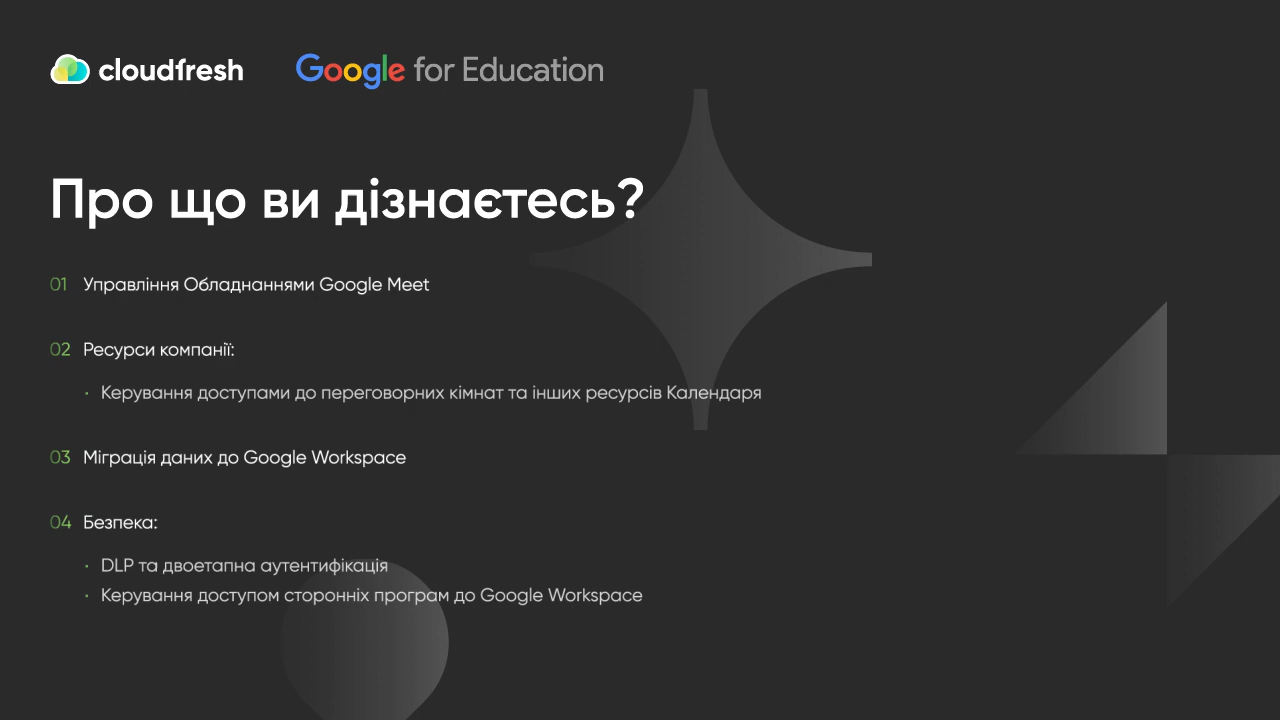 cloudfresh Google for Education
Про що ви дізнаєтесь?
01 Управління Обладнаннями Google Meet
02 Ресурси компанії:
· Керування доступами до переговорних кімнат та інших ресурсів Календаря
03 Міграція даних до Google Workspace
04 Безпека:
· DLP та двоетапна аутентифікація
· Керування доступом сторонніх програм до Google Workspace